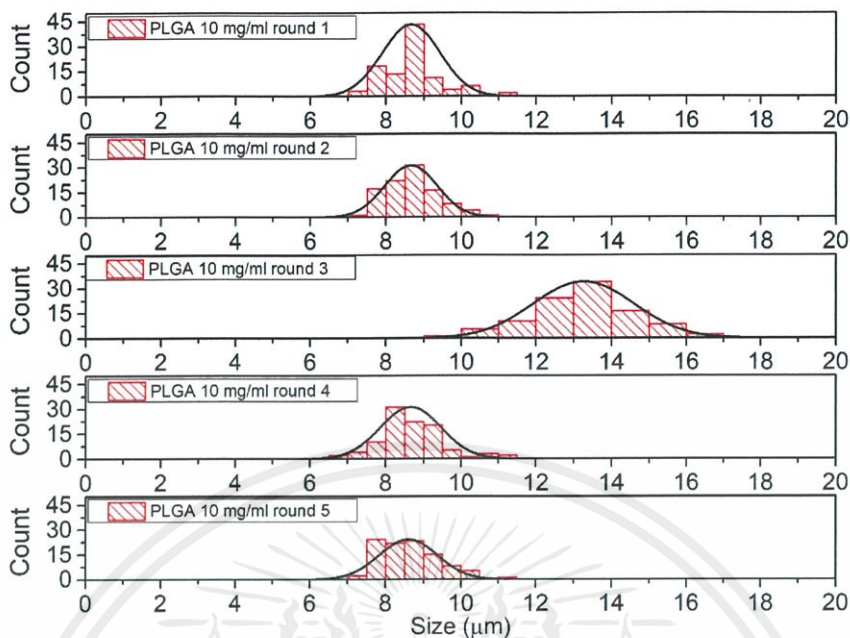 Count
45
30
15
0
PLGA 10 mg/ml round 1
0 2 4 6 8 10 12 14 16 18 20
Count
45
30
15
0
PLGA 10 mg/ml round 2
0 2 4 6 8 10 12 14 16 18 20
Count
45
30
15
0
PLGA 10 mg/ml round 3
0 2 4 6 8 10 12 14 16 18 20
Count
45
30
15
0
PLGA 10 mg/ml round 4
0 2 4 6 8 10 12 14 16 18 20
Count
45
30
15
0
PLGA 10 mg/ml round 5
0 2 4 6 8 10 12 14 16 18 20
Size (μm)